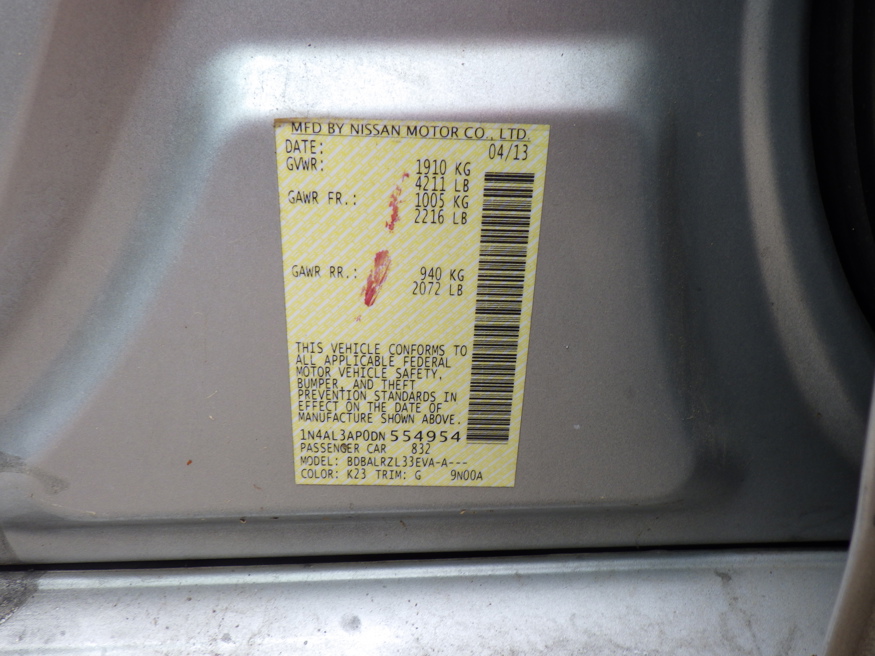 MFD BY NISSAN MOTOR CO., LTD.
DATE: 04/13
GVWR: 1910 KG
4211 LB
GAWR FR.: 1005 KG
2216 LB
GAWR RR.: 940 KG
2072 LB
THIS VEHICLE CONFORMS TO
ALL APPLICABLE FEDERAL
MOTOR VEHICLE SAFETY,
BUMPER, AND THEFT
PREVENTION STANDARDS IN
EFFECT ON THE DATE OF
MANUFACTURE SHOWN ABOVE.
1N4AL3AP0DN554954
PASSENGER CAR 832
MODEL: BDBALRZL33EVA-A---
COLOR: K23 TRIM: G 9N00A